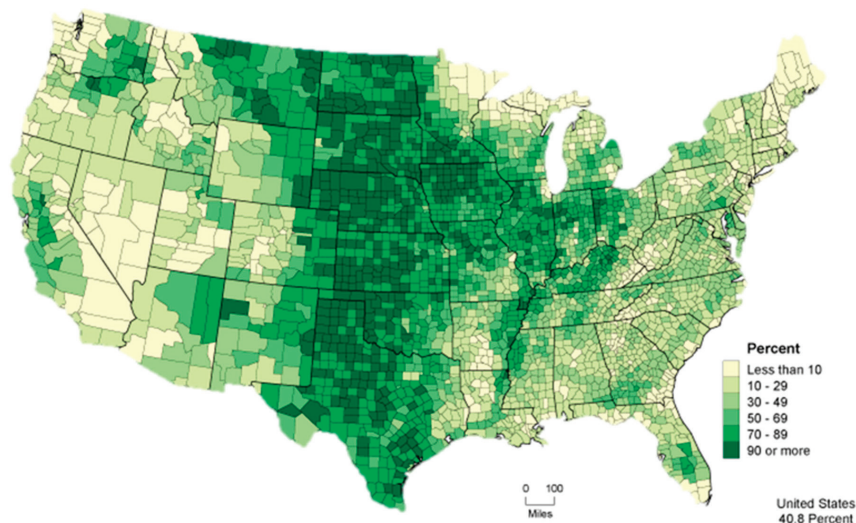 Percent
Less than 10
10 - 29
30 - 49
50 - 69
70 - 89
90 or more
0 100
Miles
United States
40.8 Percent